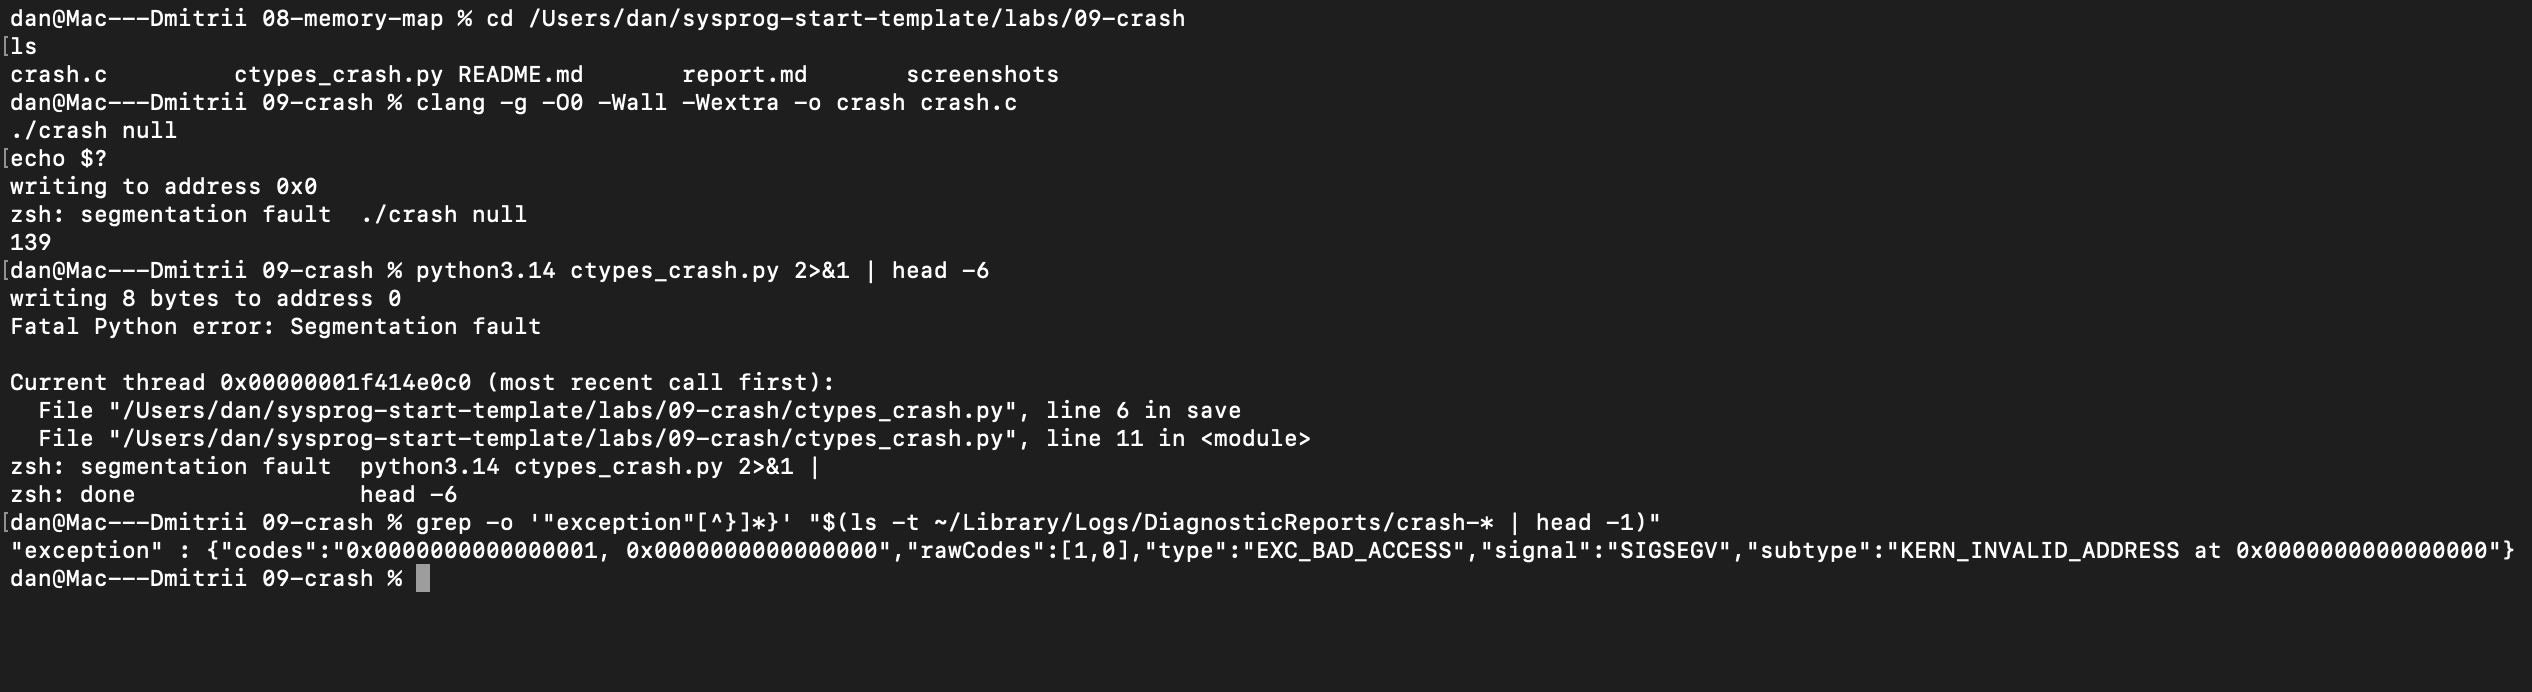 dan@Mac---Dmitrii 08-memory-map % cd /Users/dan/sysprog-start-template/labs/09-crash
[ls
crash.c         ctypes_crash.py README.md       report.md       screenshots
dan@Mac---Dmitrii 09-crash % clang -g -O0 -Wall -Wextra -o crash crash.c
./crash null
[echo $?
writing to address 0x0
zsh: segmentation fault  ./crash null
139
[dan@Mac---Dmitrii 09-crash % python3.14 ctypes_crash.py 2>&1 | head -6
writing 8 bytes to address 0
Fatal Python error: Segmentation fault

Current thread 0x00000001f414e0c0 (most recent call first):
  File "/Users/dan/sysprog-start-template/labs/09-crash/ctypes_crash.py", line 6 in save
  File "/Users/dan/sysprog-start-template/labs/09-crash/ctypes_crash.py", line 11 in <module>
zsh: segmentation fault  python3.14 ctypes_crash.py 2>&1 |
zsh: done                head -6
[dan@Mac---Dmitrii 09-crash % grep -o '"exception"[^}]*}' "$(ls -t ~/Library/Logs/DiagnosticReports/crash-* | head -1)"
"exception" : {"codes":"0x0000000000000001, 0x0000000000000000","rawCodes":[1,0],"type":"EXC_BAD_ACCESS","signal":"SIGSEGV","subtype":"KERN_INVALID_ADDRESS at 0x0000000000000000"}
dan@Mac---Dmitrii 09-crash %